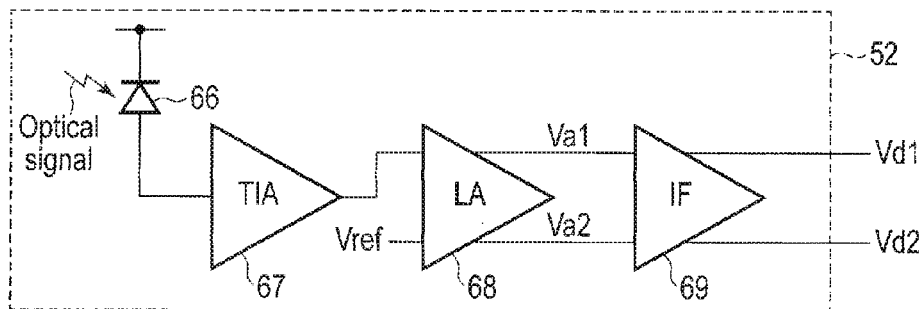 52
66
Optical
signal
TIA
67
Vref
LA
68
Va1
Va2
IF
69
Vd1
Vd2